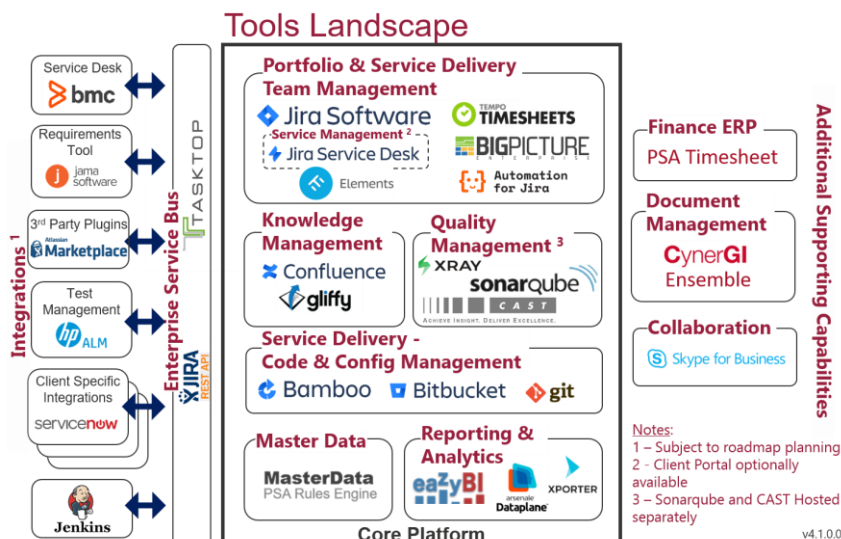 Tools Landscape
Service Desk
bmc
Requirements
Tool
jama
software
3rd Party Plugins
Atlassian
Marketplace
Test
Management
hp ALM
Client Specific
Integrations
servicenow
Jenkins
Integrations 1
Enterprise Service Bus
TASKTOP
JIRA
REST API
Portfolio & Service Delivery
Team Management
Jira Software
TEMPO
TIMESHEETS
Service Management 2
Jira Service Desk
BIGPICTURE
ENTERPRISE
Elements
Automation
for Jira
Knowledge
Management
Confluence
gliffy
Quality
Management 3
XRAY
sonarqube
CAST
ACHIEVE INSIGHT. DELIVER EXCELLENCE.
Service Delivery -
Code & Config Management
Bamboo
Bitbucket
git
Master Data
MasterData
PSA Rules Engine
Reporting &
Analytics
eaZyBI
arsenale
Dataplane
XPORTER
Core Platform
Finance ERP
PSA Timesheet
Document
Management
CynerGI
Ensemble
Collaboration
Skype for Business
Additional Supporting Capabilities
Notes:
1 – Subject to roadmap planning
2 - Client Portal optionally
available
3 – Sonarqube and CAST Hosted
separately
v4.1.0.0